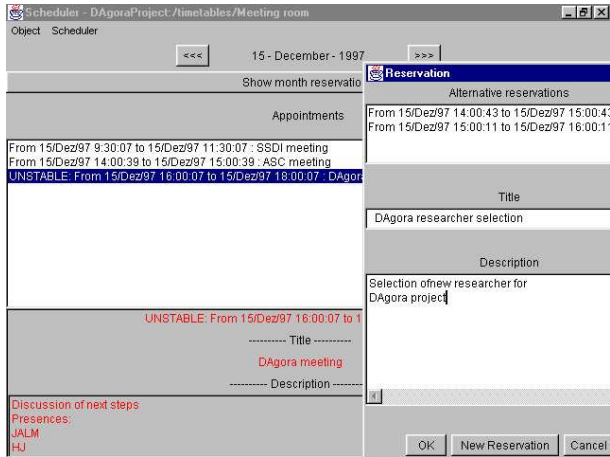 Scheduler - DAgoraProject:/timetables/Meeting room
Object Scheduler
<<< 15 - December - 1997 >>>
Show month reservatio
Appointments
From 15/Dez/97 9:30:07 to 15/Dez/97 11:30:07 : SSDI meeting
From 15/Dez/97 14:00:39 to 15/Dez/97 15:00:39 : ASC meeting
UNSTABLE: From 15/Dez/97 16:00:07 to 15/Dez/97 18:00:07 : DAgora
UNSTABLE: From 15/Dez/97 16:00:07 to 1
---------- Title ----------
DAgora meeting
---------- Description -------
Discussion of next steps
Presences:
JALM
HJ
Reservation
Alternative reservations
From 15/Dez/97 14:00:43 to 15/Dez/97 15:00:43
From 15/Dez/97 15:00:11 to 15/Dez/97 16:00:11
Title
DAgora researcher selection
Description
Selection ofnew researcher for
DAgora project
OK New Reservation Cancel